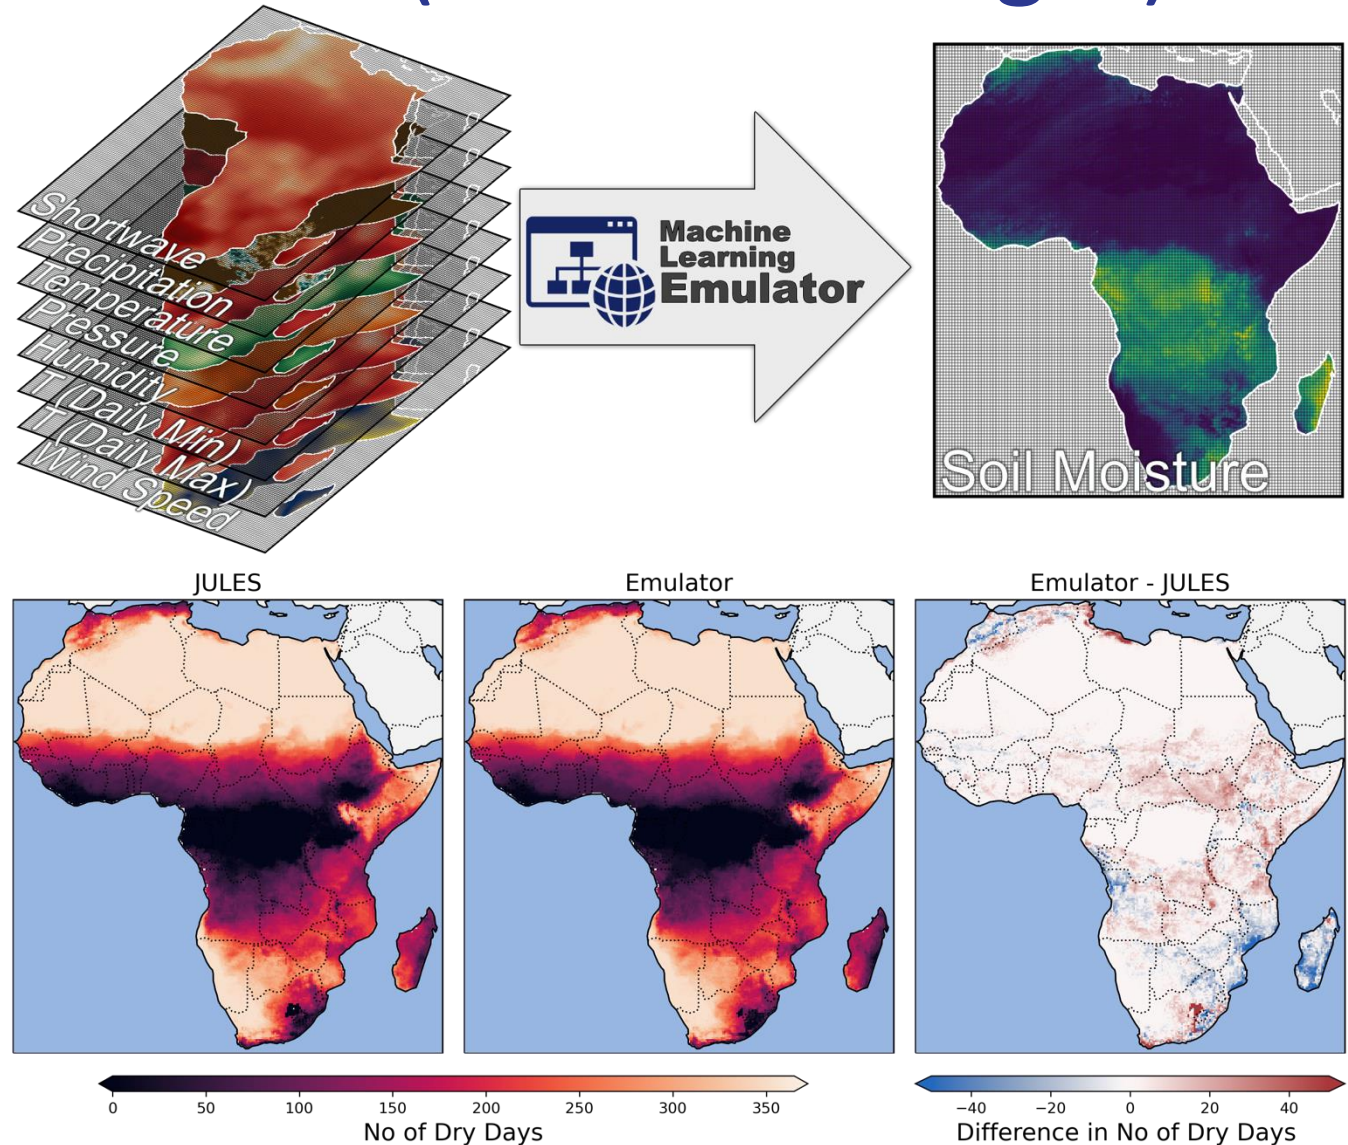 Shortwave
Precipitation
Temperature
Pressure
Humidity
T (Daily Min)
T (Daily Max)
Wind Speed
Machine
Learning
Emulator
Soil Moisture
JULES
Emulator
Emulator - JULES
0 50 100 150 200 250 300 350
No of Dry Days
−40 −20 0 20 40
Difference in No of Dry Days